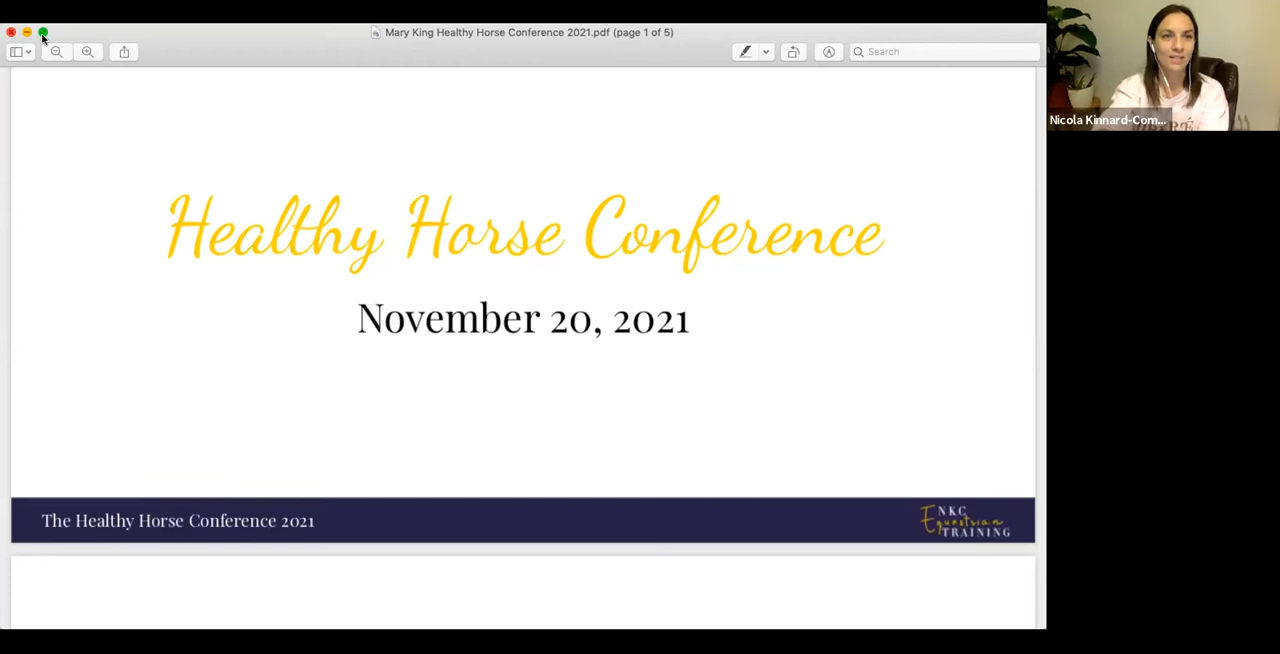 Mary King Healthy Horse Conference 2021.pdf (page 1 of 5)
Search
Healthy Horse Conference
November 20, 2021
The Healthy Horse Conference 2021
NKC
Equestrian
TRAINING
Nicola Kinnard-Com...